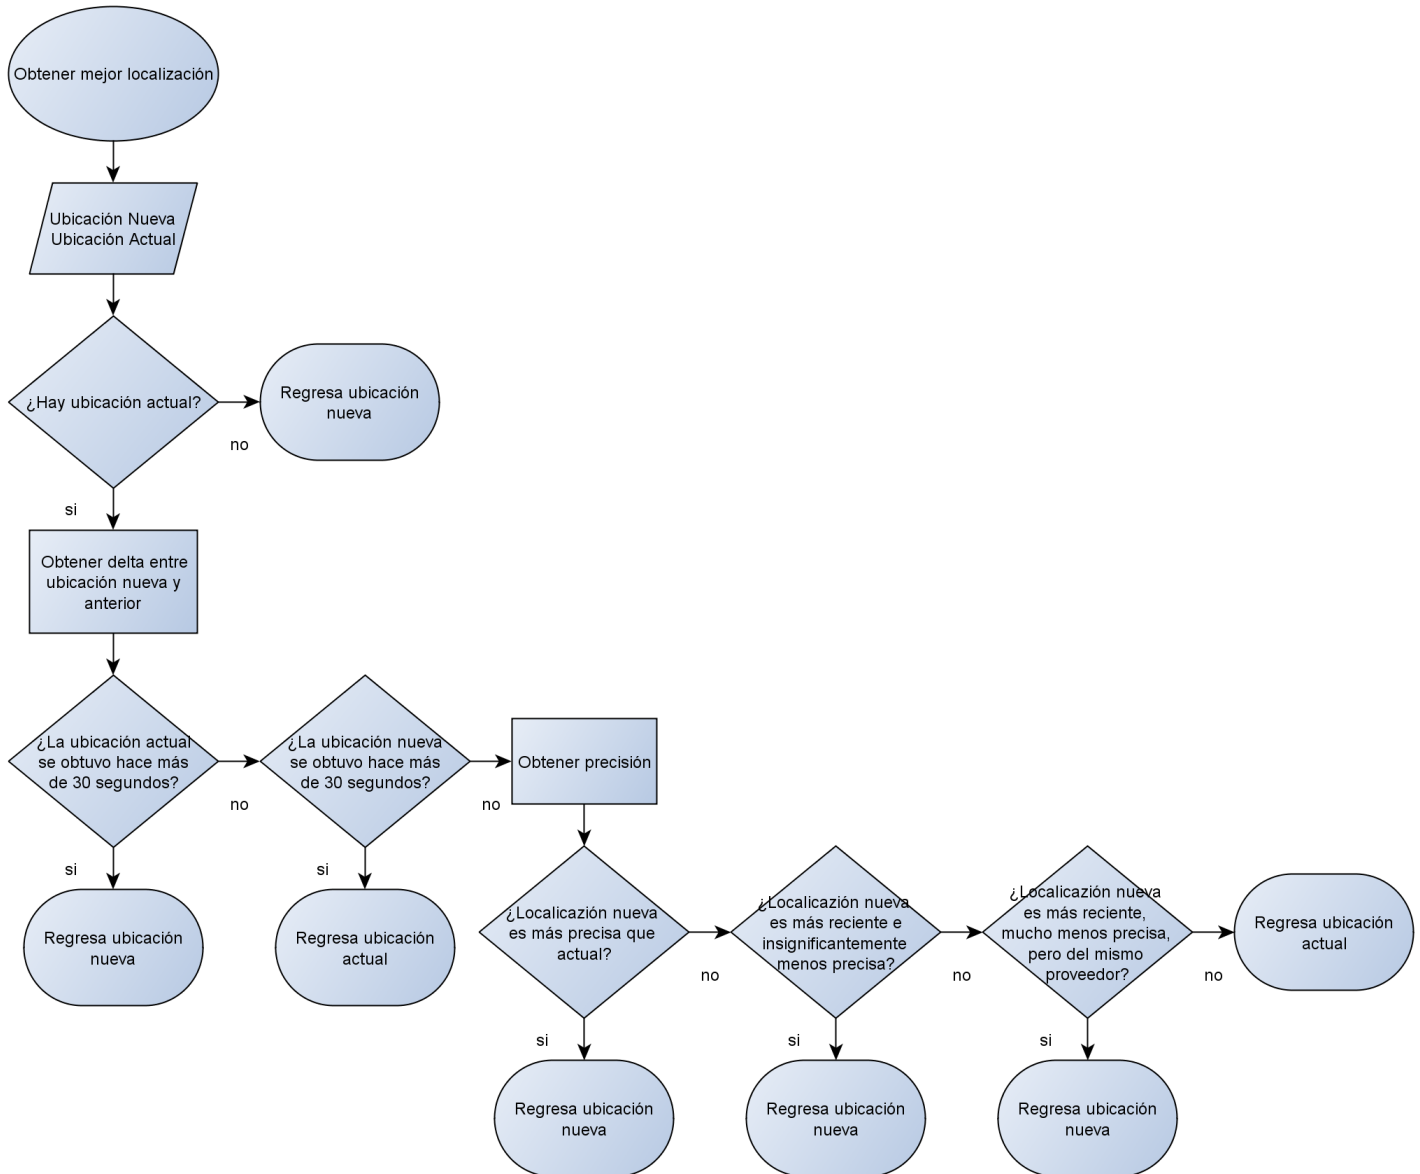 Obtener mejor localización
Ubicación Nueva
Ubicación Actual
¿Hay ubicación actual?
no
Regresa ubicación
nueva
si
Obtener delta entre
ubicación nueva y
anterior
¿La ubicación actual
se obtuvo hace más
de 30 segundos?
no
si
Regresa ubicación
nueva
¿La ubicación nueva
se obtuvo hace más
de 30 segundos?
no
si
Regresa ubicación
actual
Obtener precisión
¿Localicazión nueva
es más precisa que
actual?
no
si
Regresa ubicación
nueva
¿Localicazión nueva
es más reciente e
insignificantemente
menos precisa?
no
si
Regresa ubicación
nueva
¿Localicazión nueva
es más reciente,
mucho menos precisa,
pero del mismo
proveedor?
no
si
Regresa ubicación
nueva
Regresa ubicación
actual